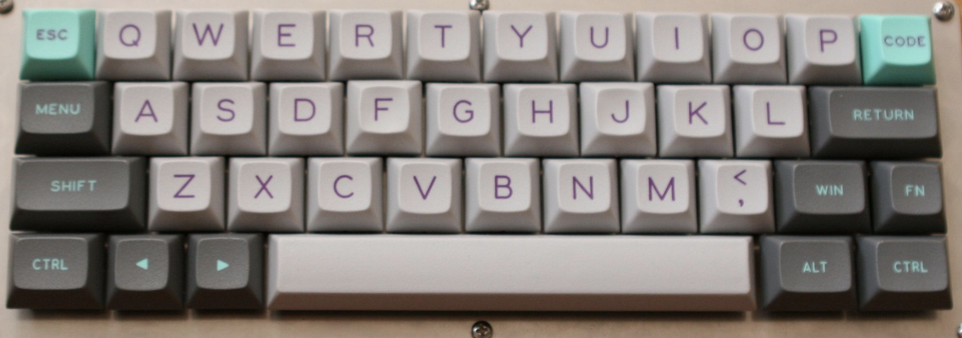 ESC Q W E R T Y U I O P CODE
MENU A S D F G H J K L RETURN
SHIFT Z X C V B N M < , WIN FN
CTRL ◀ ▶ ALT CTRL